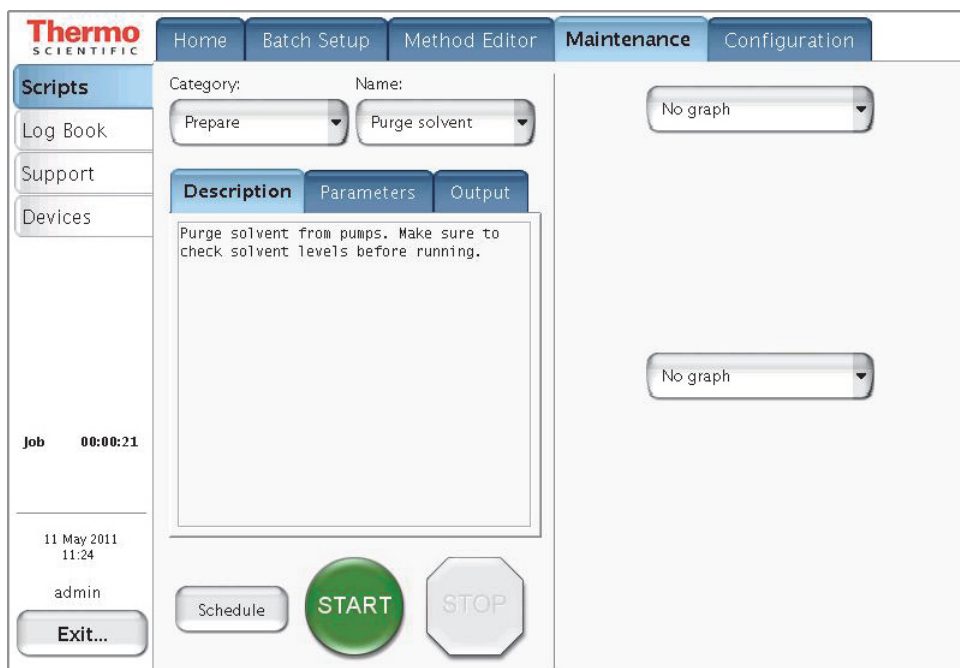 Thermo
SCIENTIFIC
Home
Batch Setup
Method Editor
Maintenance
Configuration
Scripts
Log Book
Support
Devices
Category:
Name:
Prepare
Purge solvent
No graph
Description
Parameters
Output
Purge solvent from pumps. Make sure to
check solvent levels before running.
No graph
Job 00:00:21
11 May 2011
11:24
admin
Exit...
Schedule
START
STOP